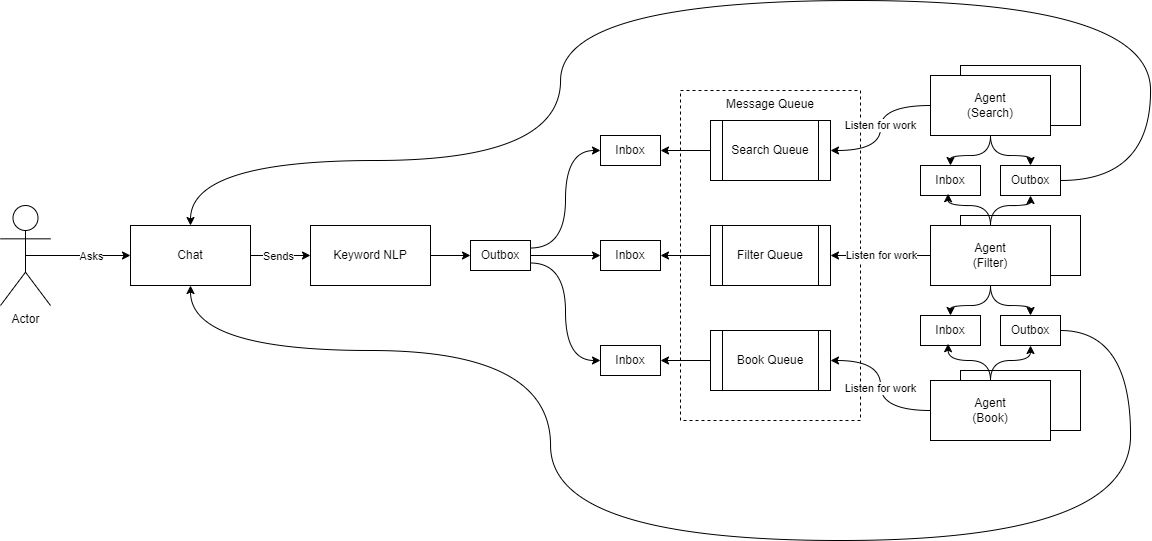 Message Queue
Agent
(Search)
Listen for work
Inbox
Search Queue
Inbox
Outbox
Asks
Chat
Sends
Keyword NLP
Outbox
Inbox
Filter Queue
Listen for work
Agent
(Filter)
Actor
Inbox
Outbox
Inbox
Book Queue
Listen for work
Agent
(Book)